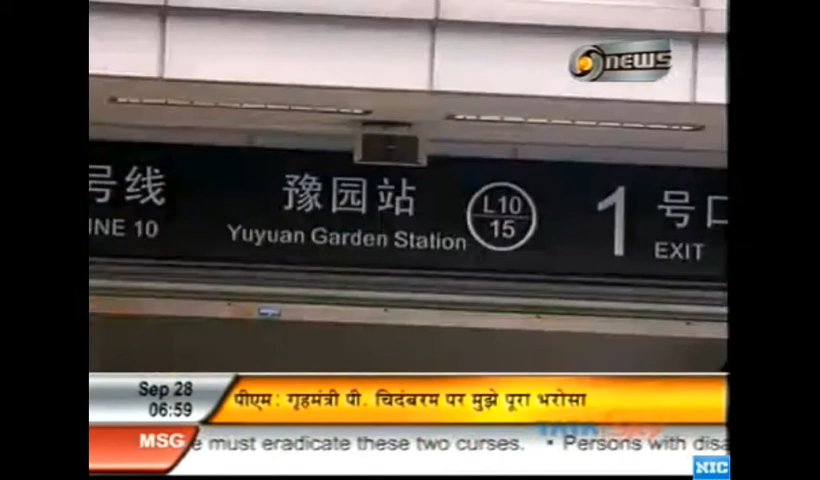 NEWS
号线
豫园站
L10
15
1
号口
INE 10
Yuyuan Garden Station
EXIT
Sep 28
06:59
पीएम: गृहमंत्री पी. चिदंबरम पर मुझे पूरा भरोसा
MSG
e must eradicate these two curses. • Persons with disa
NIC